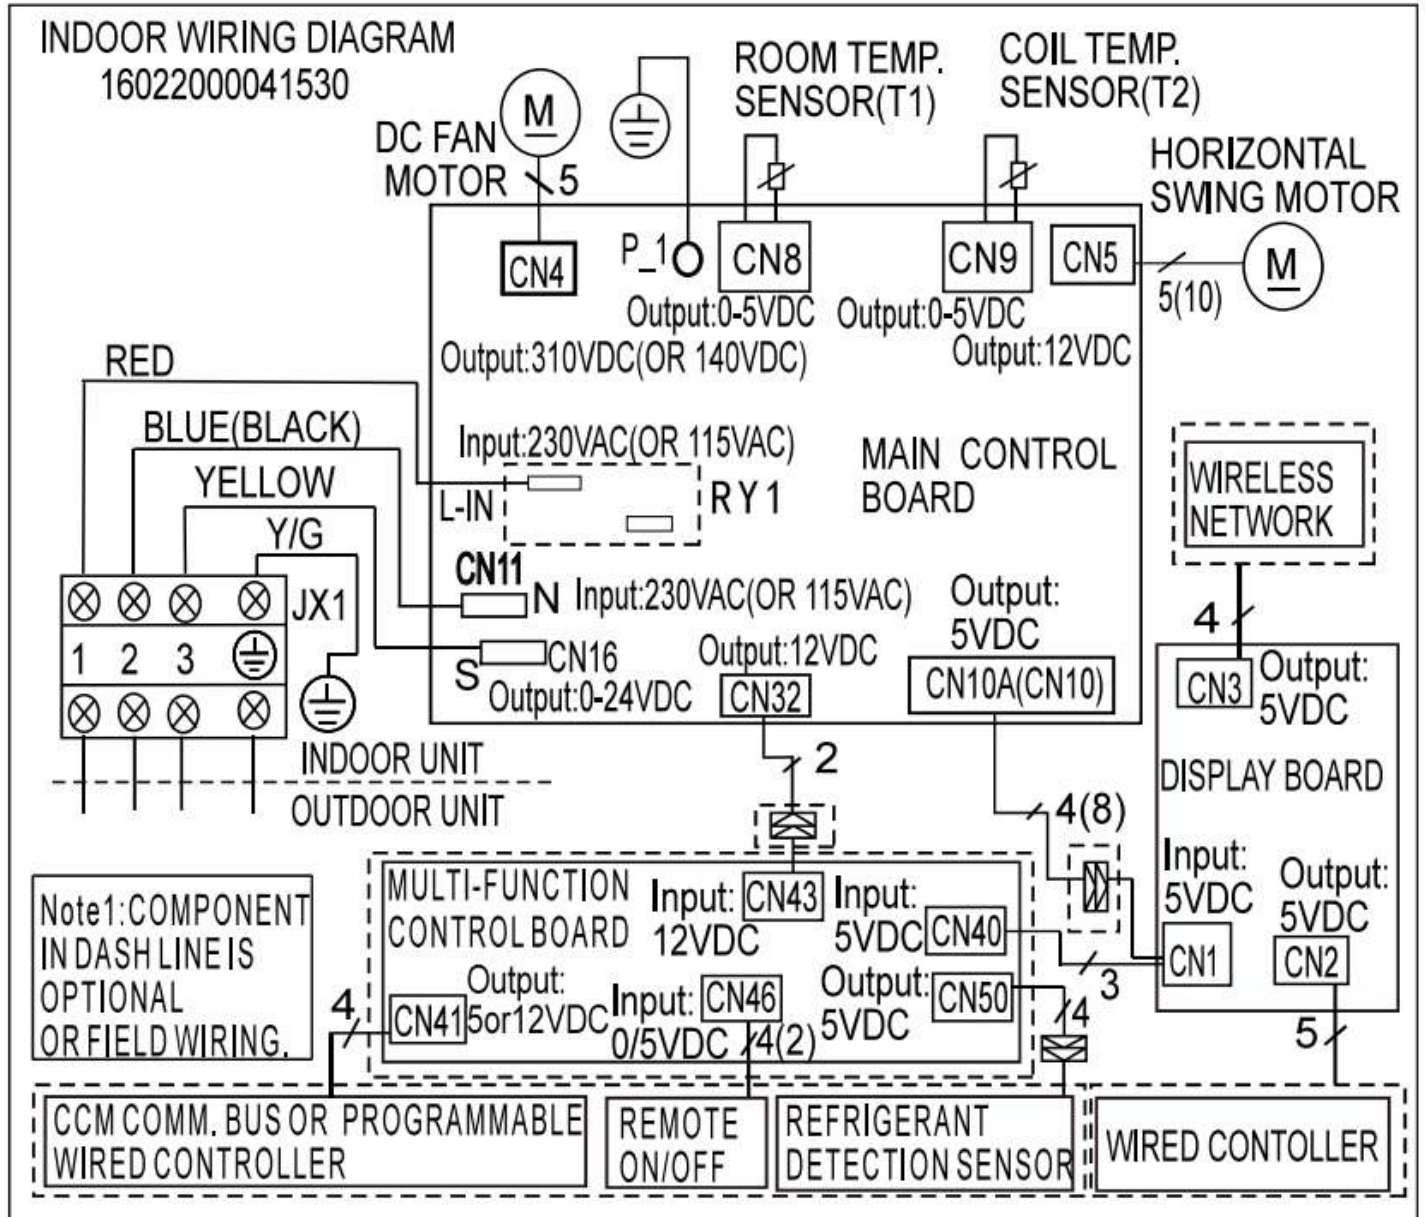 INDOOR WIRING DIAGRAM
16022000041530
DC FAN
MOTOR
M
5
ROOM TEMP.
SENSOR(T1)
COIL TEMP.
SENSOR(T2)
HORIZONTAL
SWING MOTOR
M
5(10)
CN4
P_1
CN8
CN9
CN5
Output:0-5VDC
Output:0-5VDC
Output:310VDC(OR 140VDC)
Output:12VDC
RED
BLUE(BLACK)
YELLOW
Y/G
Input:230VAC(OR 115VAC)
L-IN
RY1
MAIN CONTROL
BOARD
CN11
N
Input:230VAC(OR 115VAC)
S
CN16
Output:0-24VDC
Output:12VDC
CN32
Output:
5VDC
CN10A(CN10)
JX1
1 2 3
INDOOR UNIT
OUTDOOR UNIT
WIRELESS
NETWORK
4
CN3
Output:
5VDC
DISPLAY BOARD
Input:
5VDC
CN1
Output:
5VDC
CN2
5
2
4(8)
3
Note1:COMPONENT
IN DASH LINE IS
OPTIONAL
OR FIELD WIRING.
MULTI-FUNCTION
CONTROL BOARD
Input:
12VDC
CN43
Input:
5VDC
CN40
4
CN41
Output:
5or12VDC
Input:
0/5VDC
CN46
4(2)
Output:
5VDC
CN50
4
CCM COMM. BUS OR PROGRAMMABLE
WIRED CONTROLLER
REMOTE
ON/OFF
REFRIGERANT
DETECTION SENSOR
WIRED CONTOLLER